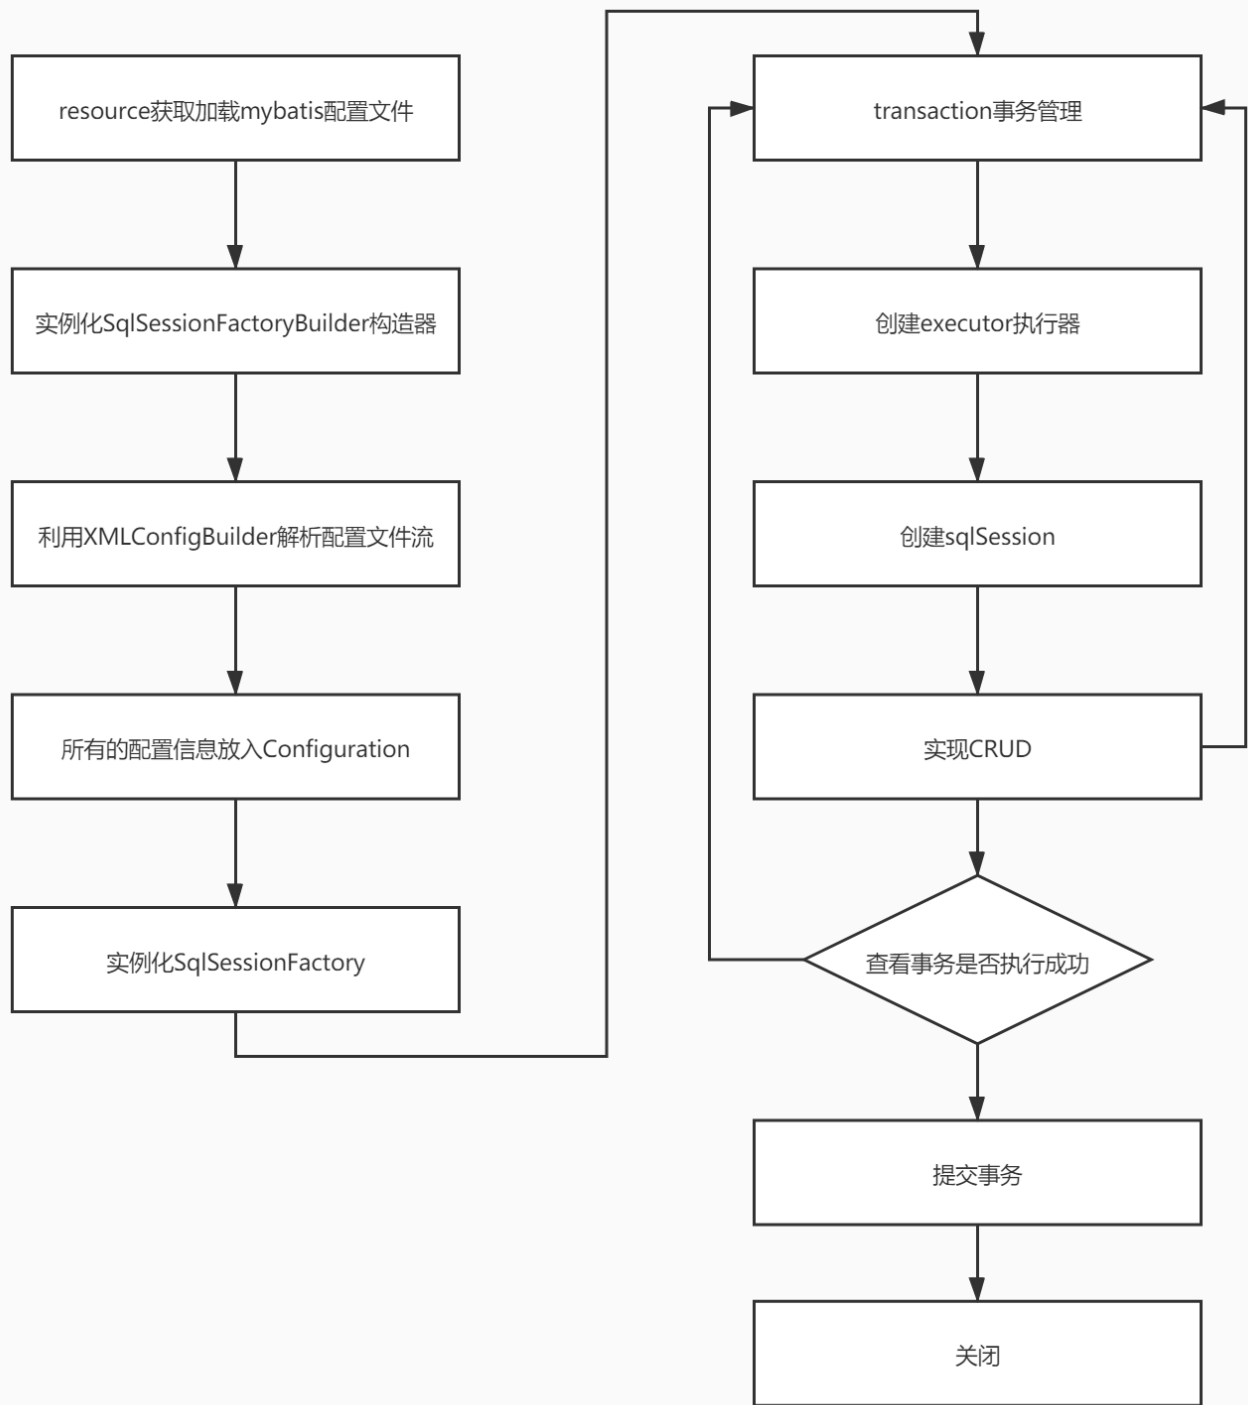 resource获取加载mybatis配置文件
实例化SqlSessionFactoryBuilder构造器
利用XMLConfigBuilder解析配置文件流
所有的配置信息放入Configuration
实例化SqlSessionFactory
transaction事务管理
创建executor执行器
创建sqlSession
实现CRUD
查看事务是否执行成功
提交事务
关闭